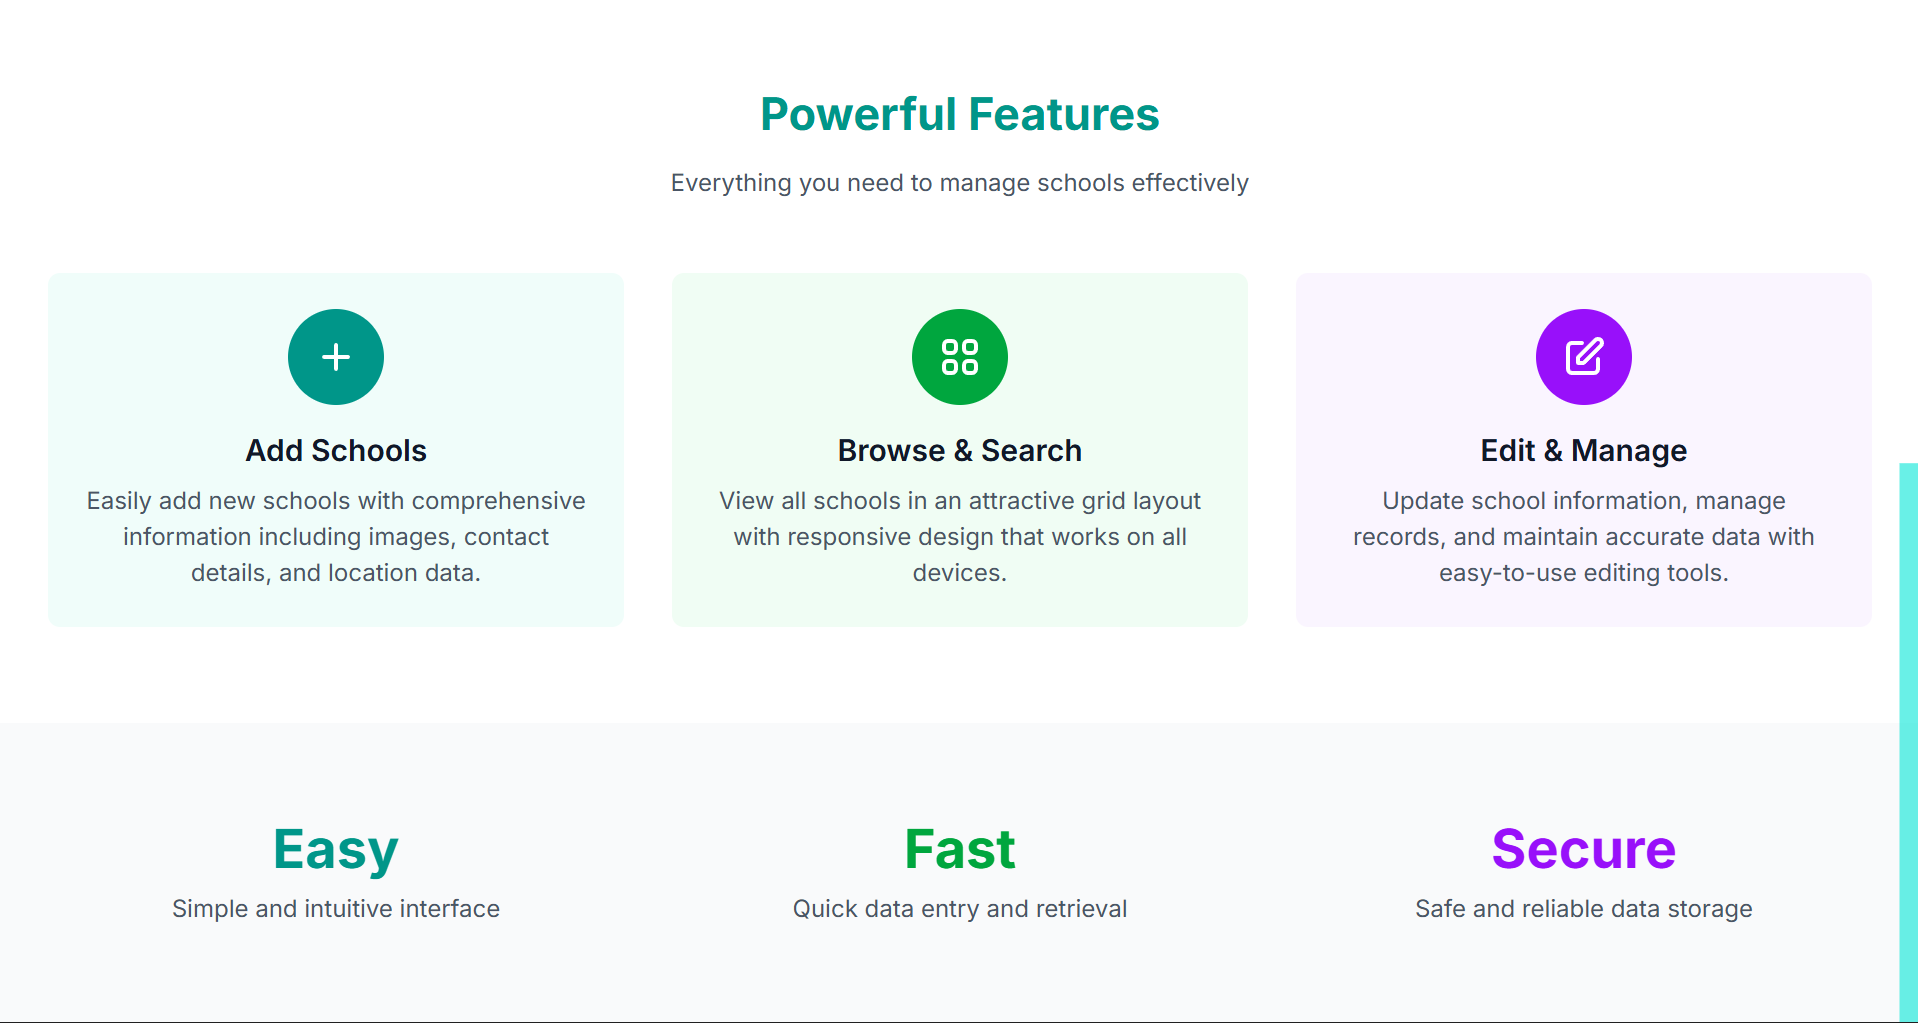 Powerful Features
Everything you need to manage schools effectively
Add Schools
Easily add new schools with comprehensive
information including images, contact
details, and location data.
Browse & Search
View all schools in an attractive grid layout
with responsive design that works on all
devices.
Edit & Manage
Update school information, manage
records, and maintain accurate data with
easy-to-use editing tools.
Easy
Simple and intuitive interface
Fast
Quick data entry and retrieval
Secure
Safe and reliable data storage